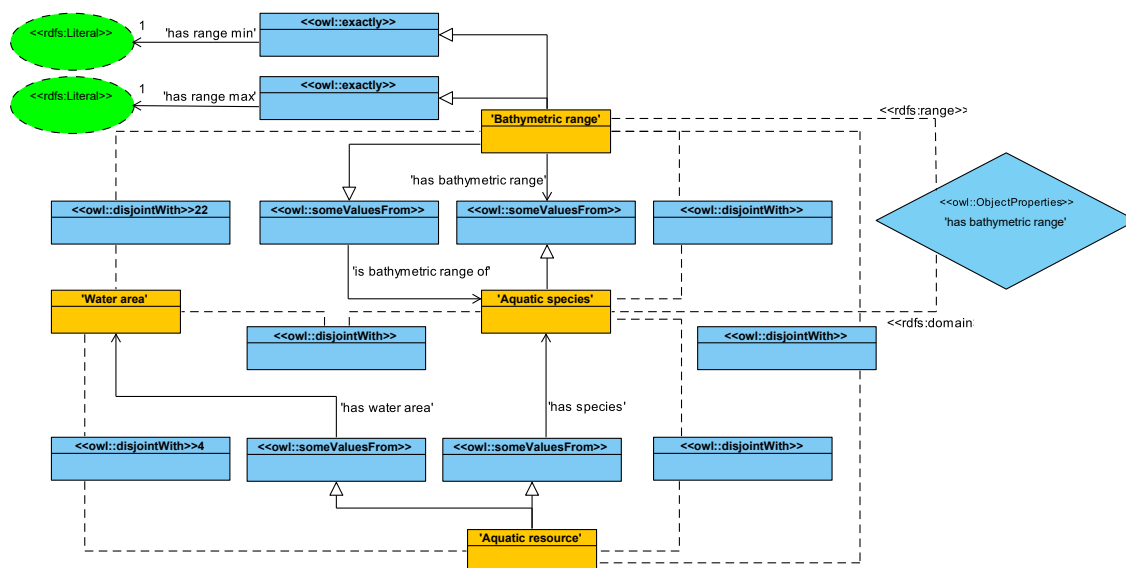 <<owl::exactly>>
1
<<rdfs:Literal>>
'has range min'
<<owl::exactly>>
1
<<rdfs:Literal>>
'has range max'
<<rdfs:range>>
'Bathymetric range'
'has bathymetric range'
<<owl::disjointWith>>22
<<owl::someValuesFrom>>
<<owl::someValuesFrom>>
<<owl::disjointWith>>
<<owl::ObjectProperties>>
'has bathymetric range'
'is bathymetric range of'
'Water area'
'Aquatic species'
<<rdfs:domain
<<owl::disjointWith>>
<<owl::disjointWith>>
'has water area'
'has species'
<<owl::disjointWith>>4
<<owl::someValuesFrom>>
<<owl::someValuesFrom>>
<<owl::disjointWith>>
'Aquatic resource'